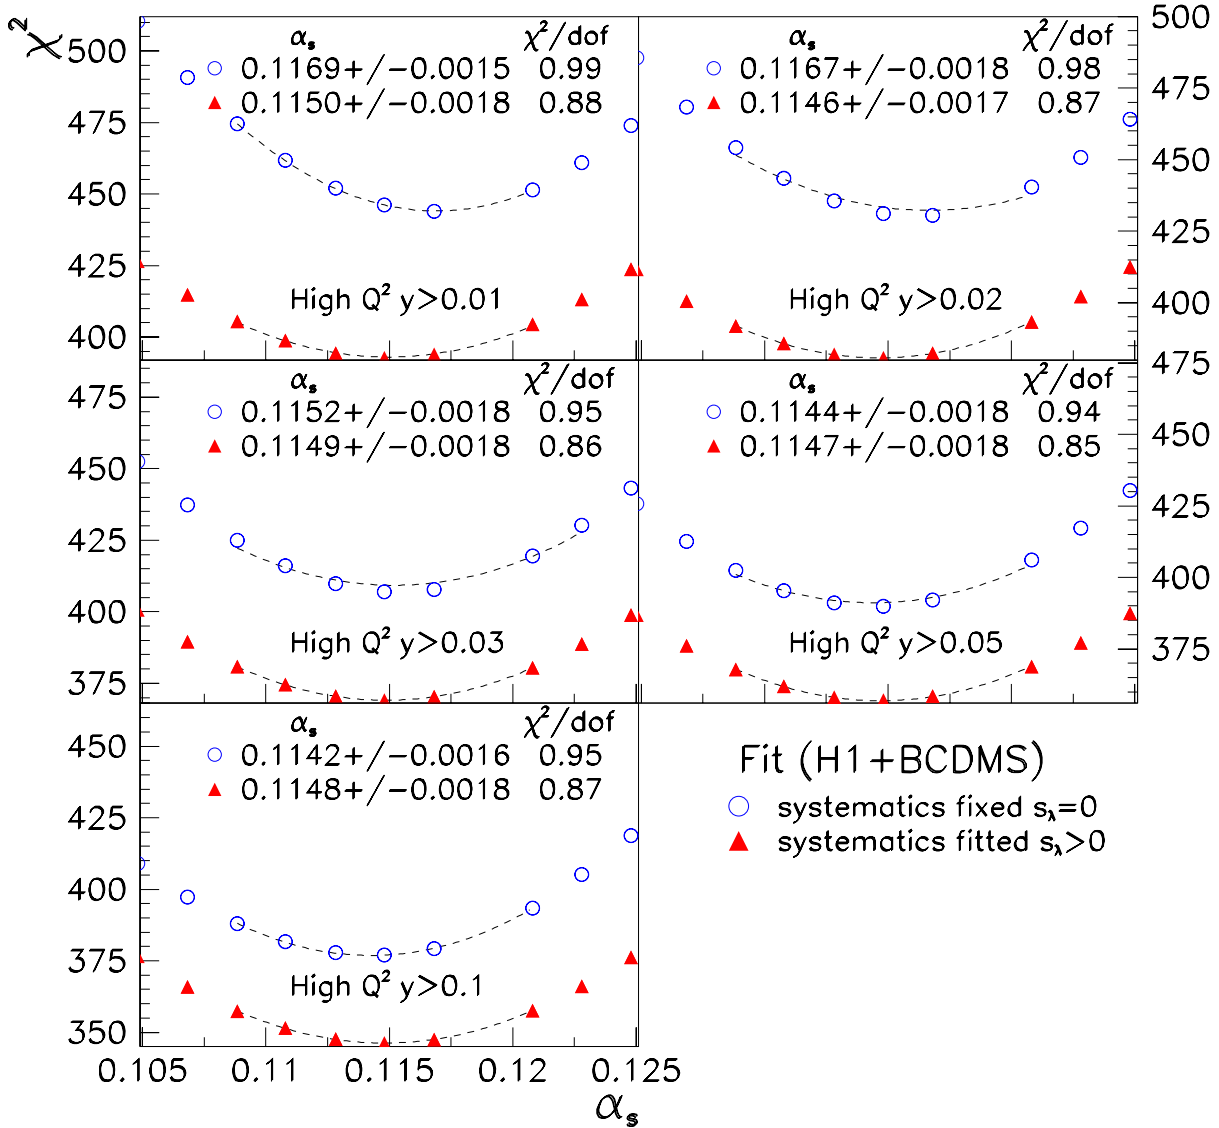 χ²
500
475
450
425
400
αₛ χ²/dof
0.1169+/−0.0015 0.99
0.1150+/−0.0018 0.88
High Q² y>0.01
αₛ χ²/dof
0.1167+/−0.0018 0.98
0.1146+/−0.0017 0.87
High Q² y>0.02
500
475
450
425
400
475
450
425
400
375
αₛ χ²/dof
0.1152+/−0.0018 0.95
0.1149+/−0.0018 0.86
High Q² y>0.03
αₛ χ²/dof
0.1144+/−0.0018 0.94
0.1147+/−0.0018 0.85
High Q² y>0.05
475
450
425
400
375
450
425
400
375
350
αₛ χ²/dof
0.1142+/−0.0016 0.95
0.1148+/−0.0018 0.87
High Q² y>0.1
Fit (H1+BCDMS)
systematics fixed s_λ=0
systematics fitted s_λ>0
0.105 0.11 0.115 0.12 0.125
αₛ